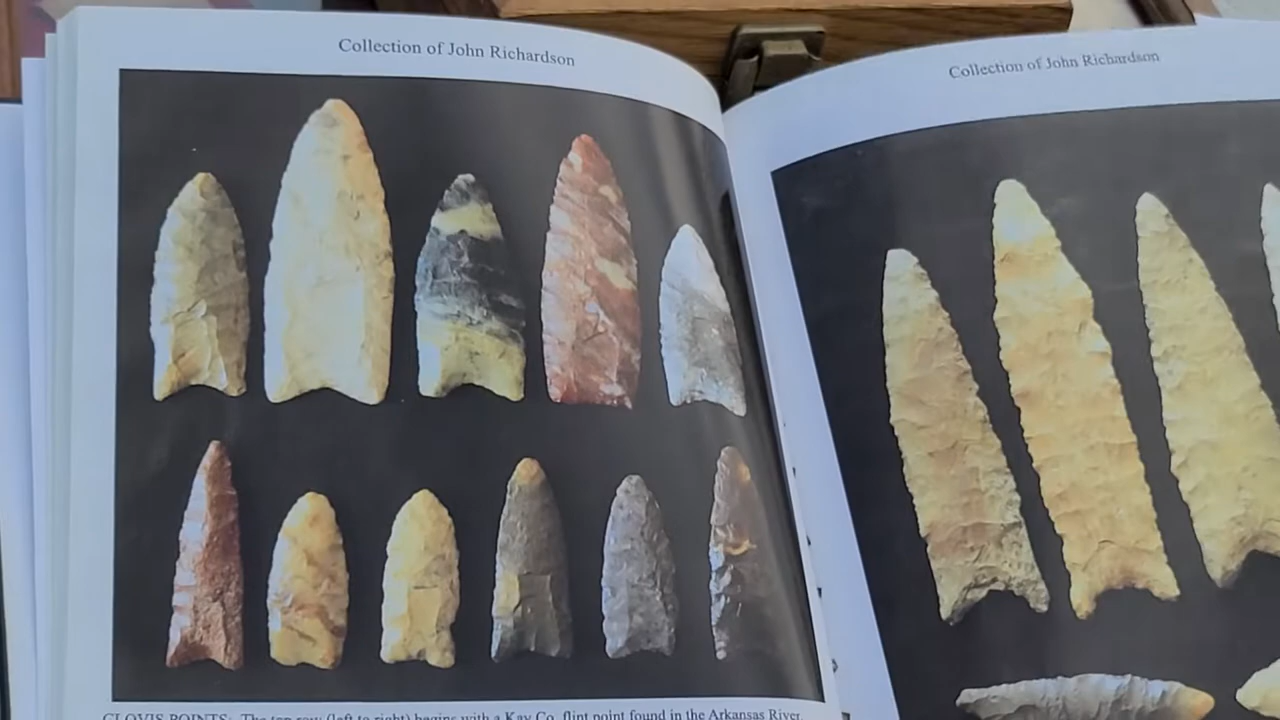 Collection of John Richardson
Collection of John Richardson
CLOVIS POINTS: The top row (left to right) begins with a Kay Co. flint point found in the Arkansas River,